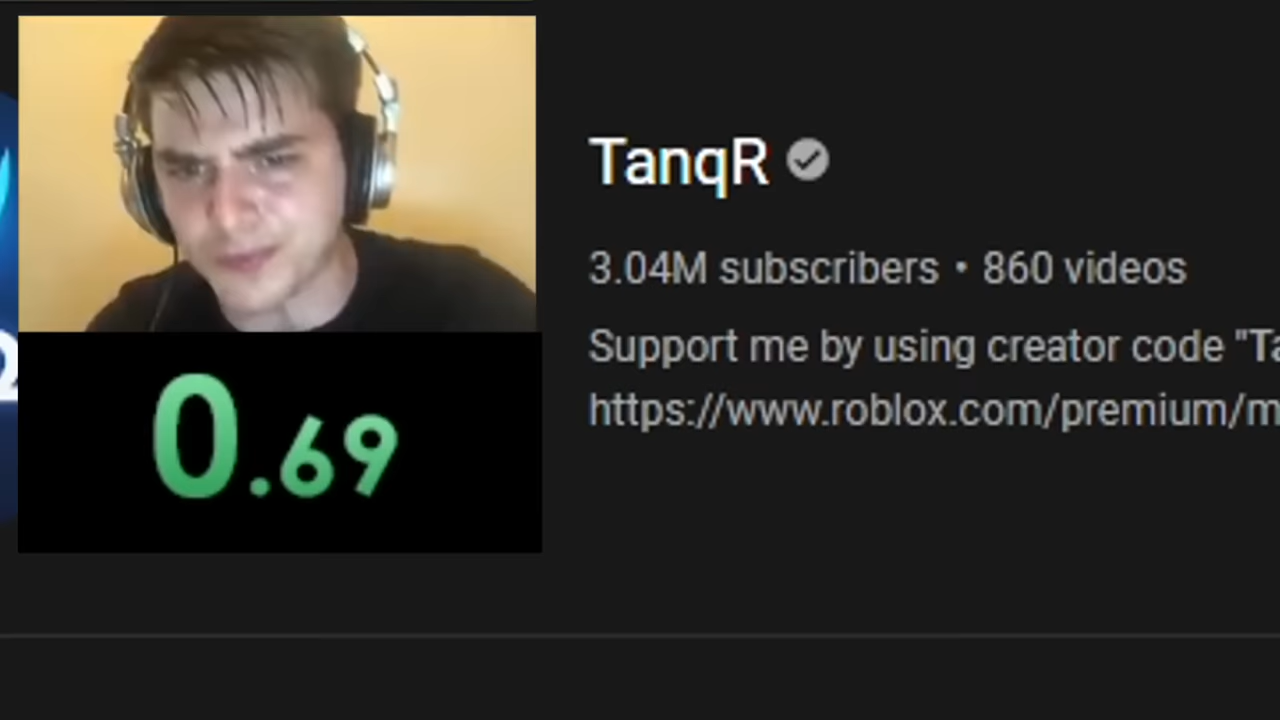 TanqR
3.04M subscribers • 860 videos
Support me by using creator code "Ta
https://www.roblox.com/premium/m
0.69